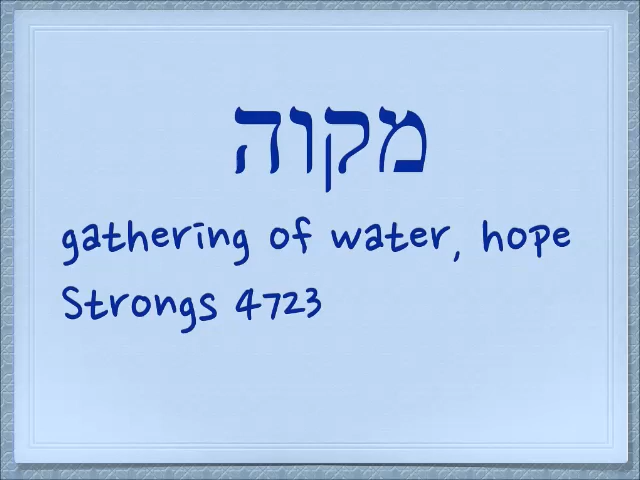 מקוה
gathering of water, hope
Strongs 4723